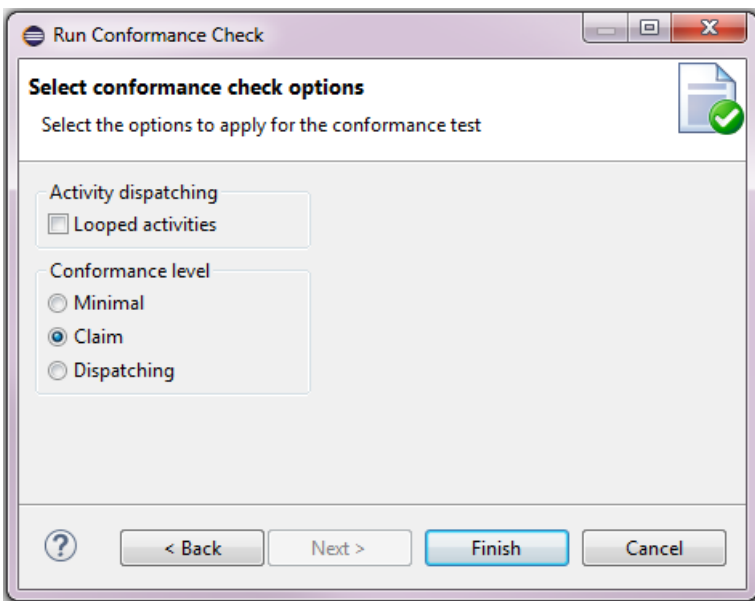 Run Conformance Check
Select conformance check options
Select the options to apply for the conformance test
Activity dispatching
Looped activities
Conformance level
Minimal
Claim
Dispatching
? < Back Next > Finish Cancel